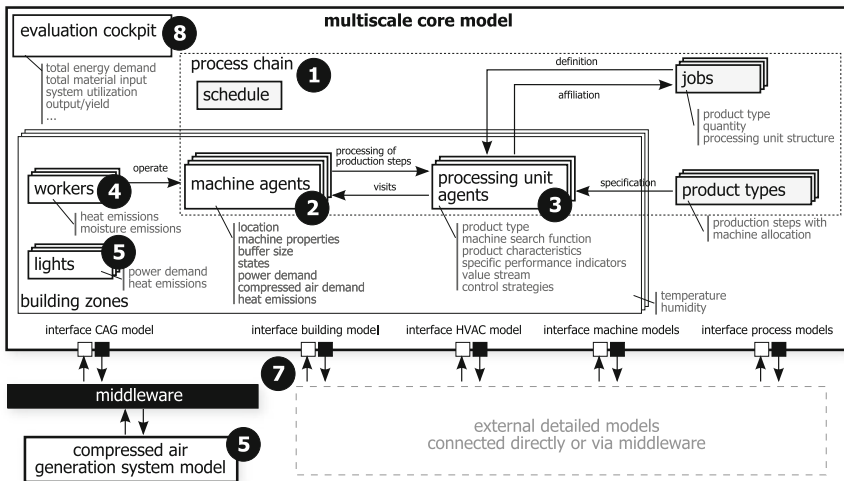 multiscale core model
evaluation cockpit
8
total energy demand
total material input
system utilization
output/yield
...
process chain
1
schedule
definition
affiliation
jobs
product type
quantity
processing unit structure
workers
4
heat emissions
moisture emissions
operate
machine agents
2
location
machine properties
buffer size
states
power demand
compressed air demand
heat emissions
processing of
production steps
visits
processing unit
agents
3
product type
machine search function
product characteristics
specific performance indicators
value stream
control strategies
specification
product types
production steps with
machine allocation
lights
5
power demand
heat emissions
building zones
temperature
humidity
interface CAG model
interface building model
interface HVAC model
interface machine models
interface process models
7
middleware
compressed air
generation system model
5
external detailed models
connected directly or via middleware